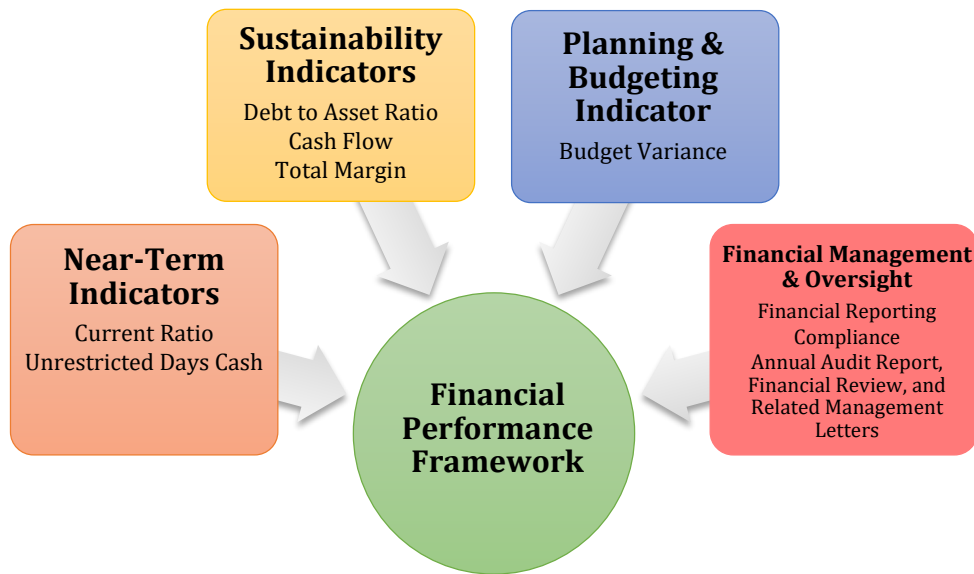 Sustainability
Indicators
Debt to Asset Ratio
Cash Flow
Total Margin
Planning &
Budgeting
Indicator
Budget Variance
Near-Term
Indicators
Current Ratio
Unrestricted Days Cash
Financial Management
& Oversight
Financial Reporting
Compliance
Annual Audit Report,
Financial Review, and
Related Management
Letters
Financial
Performance
Framework